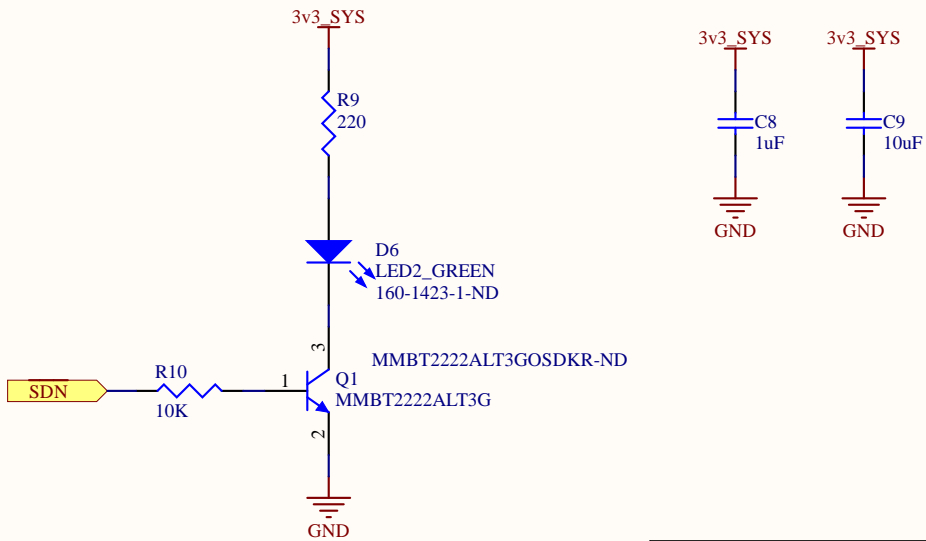 3v3_SYS
R9
220
D6
LED2_GREEN
160-1423-1-ND
3
MMBT2222ALT3GOSDKR-ND
Q1
MMBT2222ALT3G
1
2
SDN
R10
10K
GND
3v3_SYS
C8
1uF
GND
3v3_SYS
C9
10uF
GND